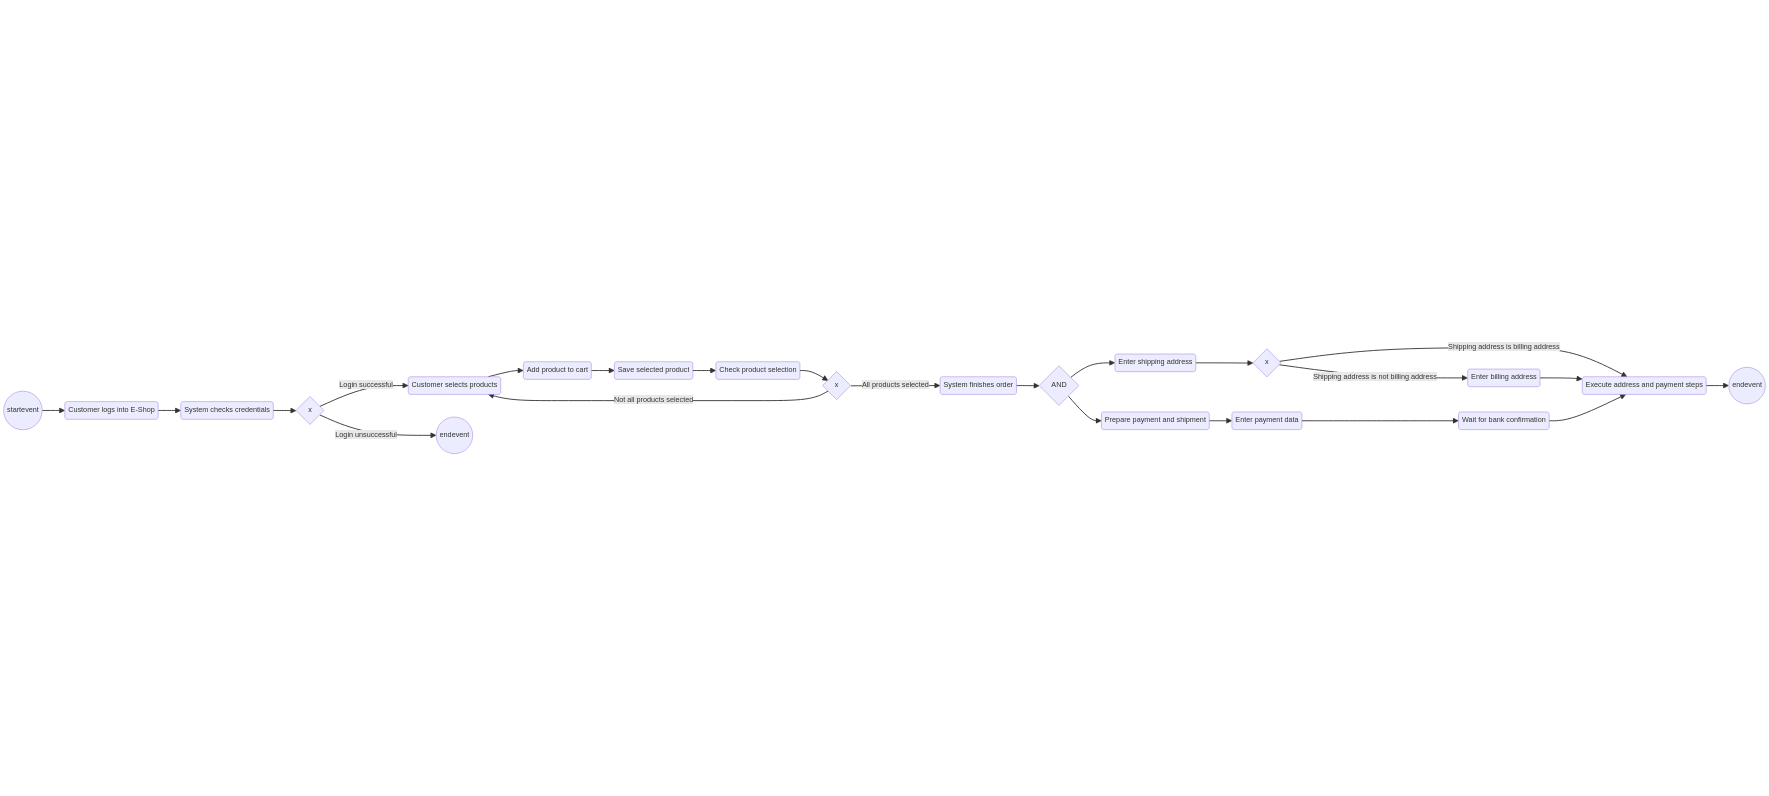 startevent
Customer logs into E-Shop
System checks credentials
x
Login successful
Login unsuccessful
endevent
Customer selects products
Add product to cart
Save selected product
Check product selection
x
Not all products selected
All products selected
System finishes order
AND
Enter shipping address
x
Shipping address is billing address
Shipping address is not billing address
Enter billing address
Prepare payment and shipment
Enter payment data
Wait for bank confirmation
Execute address and payment steps
endevent